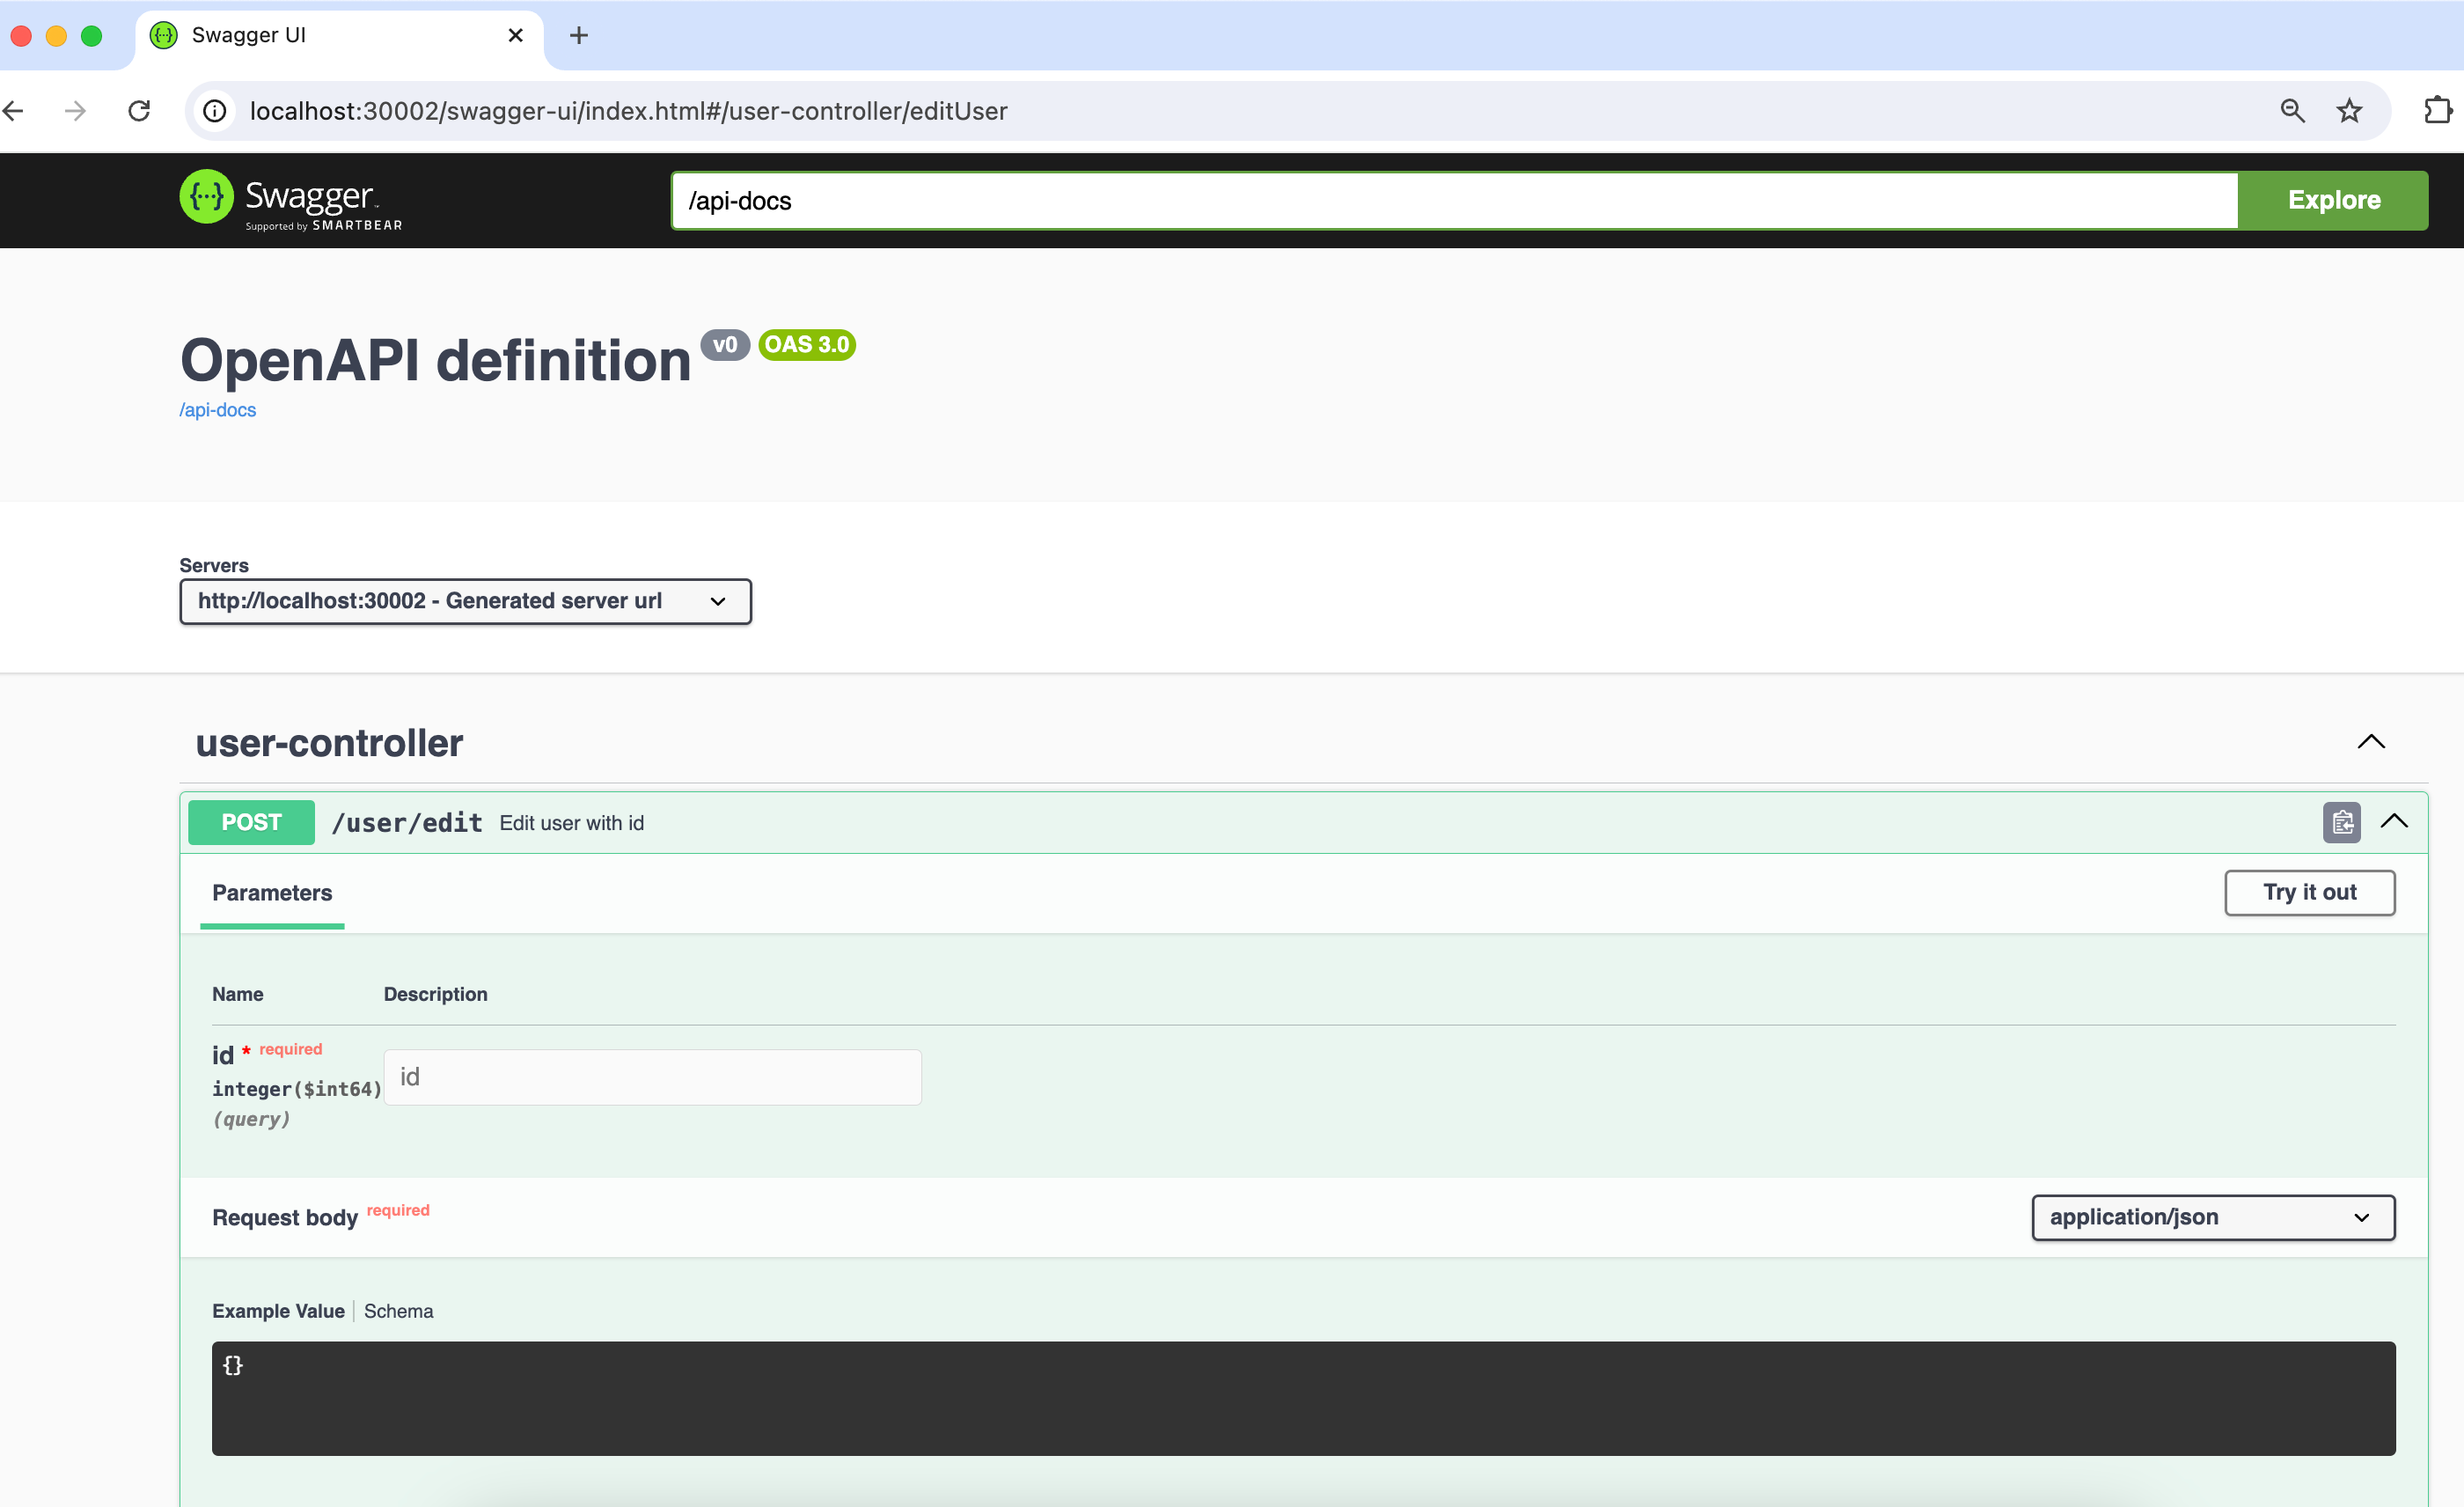 Swagger UI
localhost:30002/swagger-ui/index.html#/user-controller/editUser
Swagger
Supported by SMARTBEAR
/api-docs
Explore
OpenAPI definition v0 OAS 3.0
/api-docs
Servers
http://localhost:30002 - Generated server url
user-controller
POST /user/edit Edit user with id
Parameters
Try it out
Name Description
id * required
integer($int64)
(query)
id
Request body required
application/json
Example Value Schema
{}